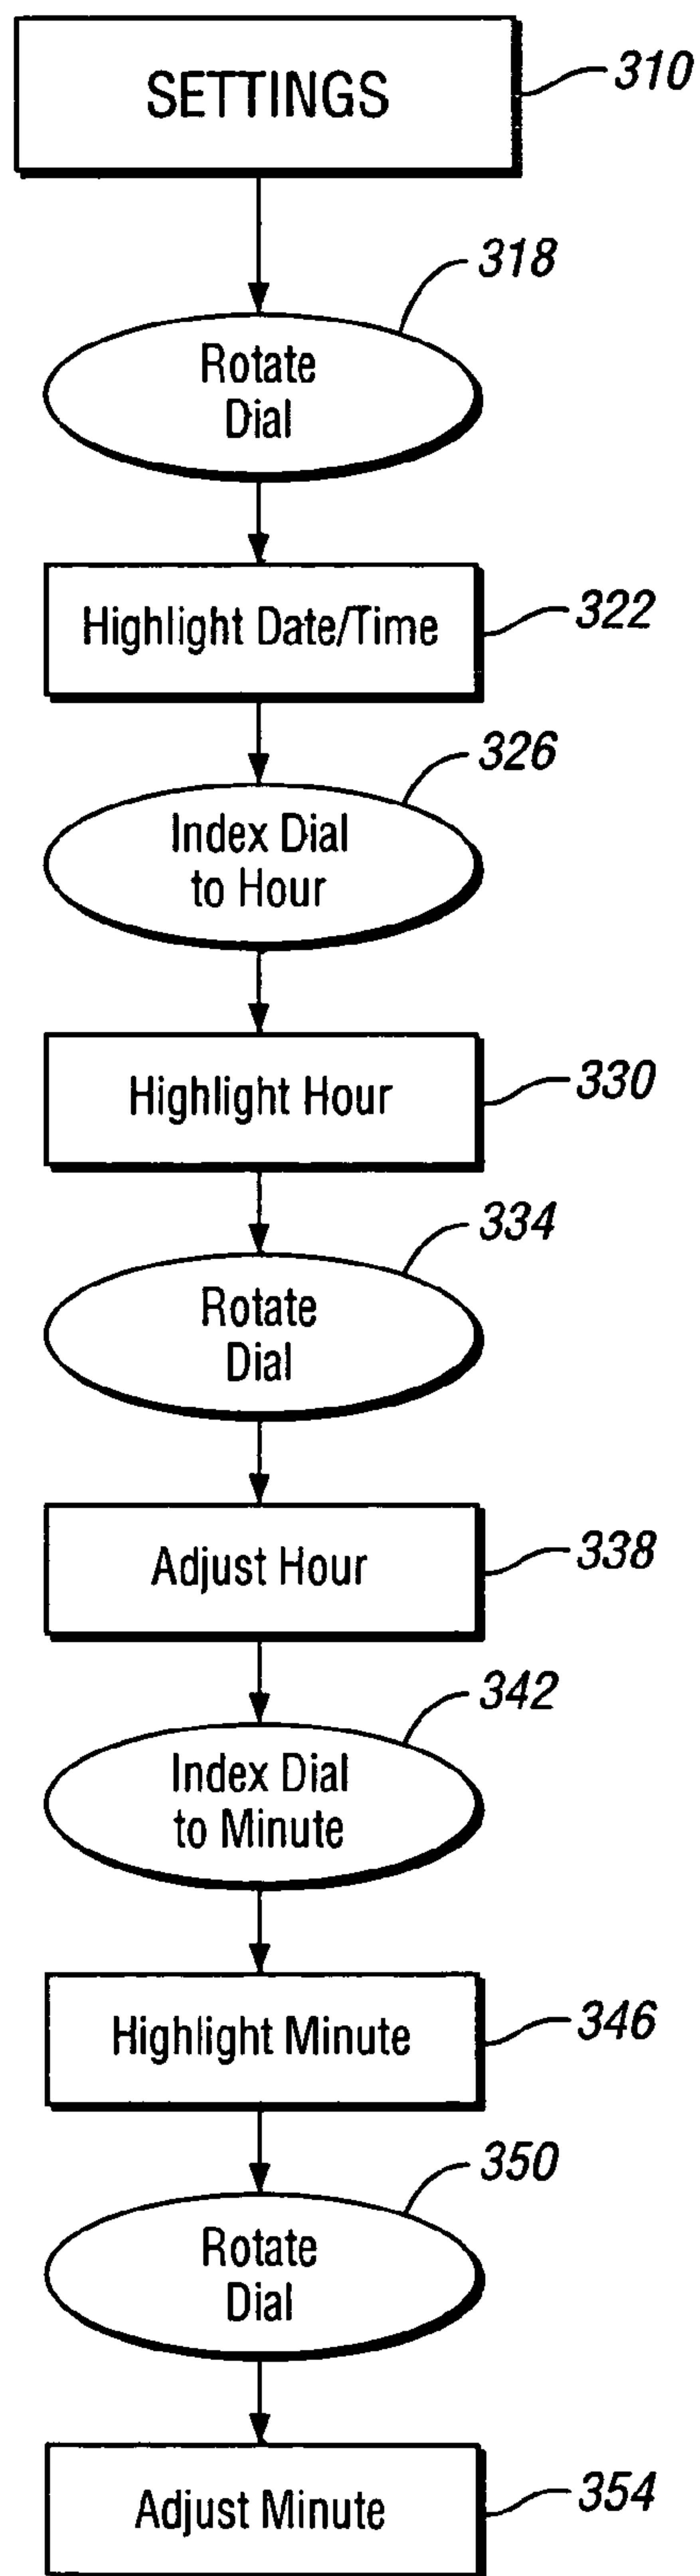 SETTINGS
310
318
Rotate
Dial
Highlight Date/Time
322
326
Index Dial
to Hour
Highlight Hour
330
334
Rotate
Dial
Adjust Hour
338
342
Index Dial
to Minute
Highlight Minute
346
350
Rotate
Dial
Adjust Minute
354